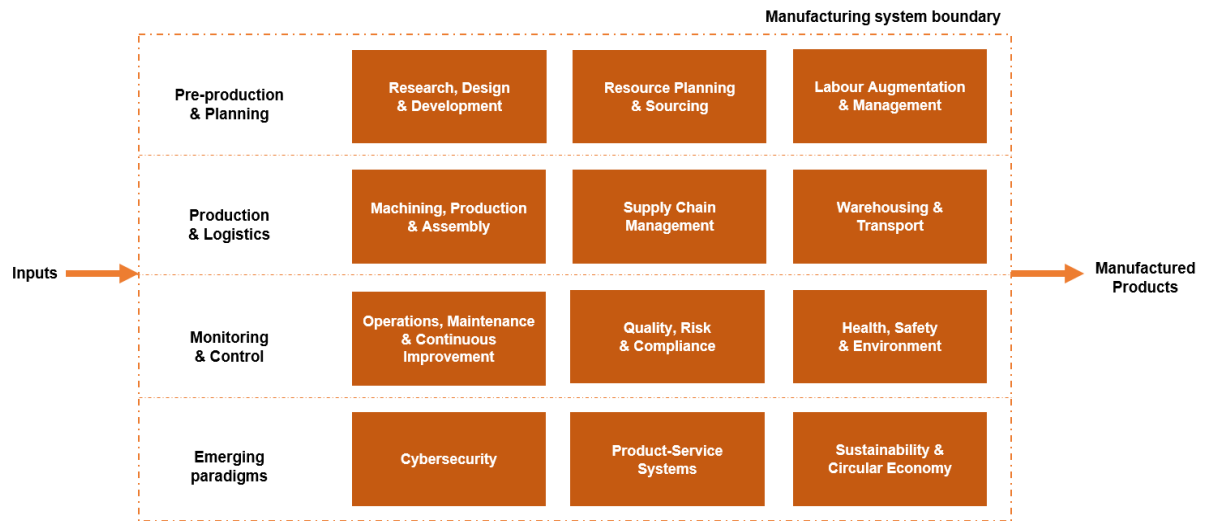 Manufacturing system boundary
Pre-production
& Planning
Research, Design
& Development
Resource Planning
& Sourcing
Labour Augmentation
& Management
Production
& Logistics
Machining, Production
& Assembly
Supply Chain
Management
Warehousing &
Transport
Inputs
Manufactured
Products
Monitoring
& Control
Operations, Maintenance
& Continuous
Improvement
Quality, Risk
& Compliance
Health, Safety
& Environment
Emerging
paradigms
Cybersecurity
Product-Service
Systems
Sustainability &
Circular Economy